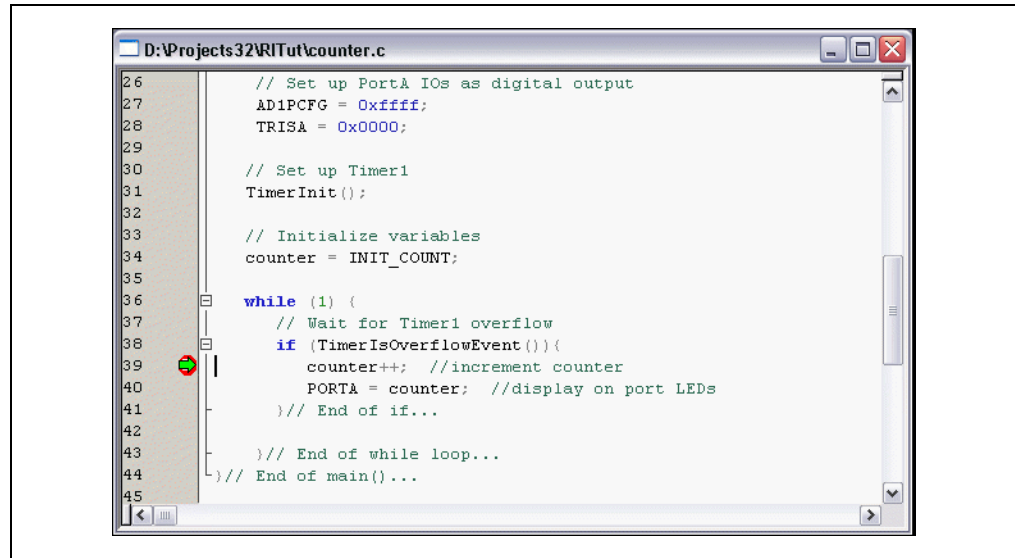 D:\Projects32\RITut\counter.c
26 // Set up PortA IOs as digital output
27 AD1PCFG = 0xffff;
28 TRISA = 0x0000;
29
30 // Set up Timer1
31 TimerInit();
32
33 // Initialize variables
34 counter = INIT_COUNT;
35
36 while (1) {
37 // Wait for Timer1 overflow
38 if (TimerIsOverflowEvent()){
39 counter++; //increment counter
40 PORTA = counter; //display on port LEDs
41 }// End of if...
42
43 }// End of while loop...
44 }// End of main()...
45